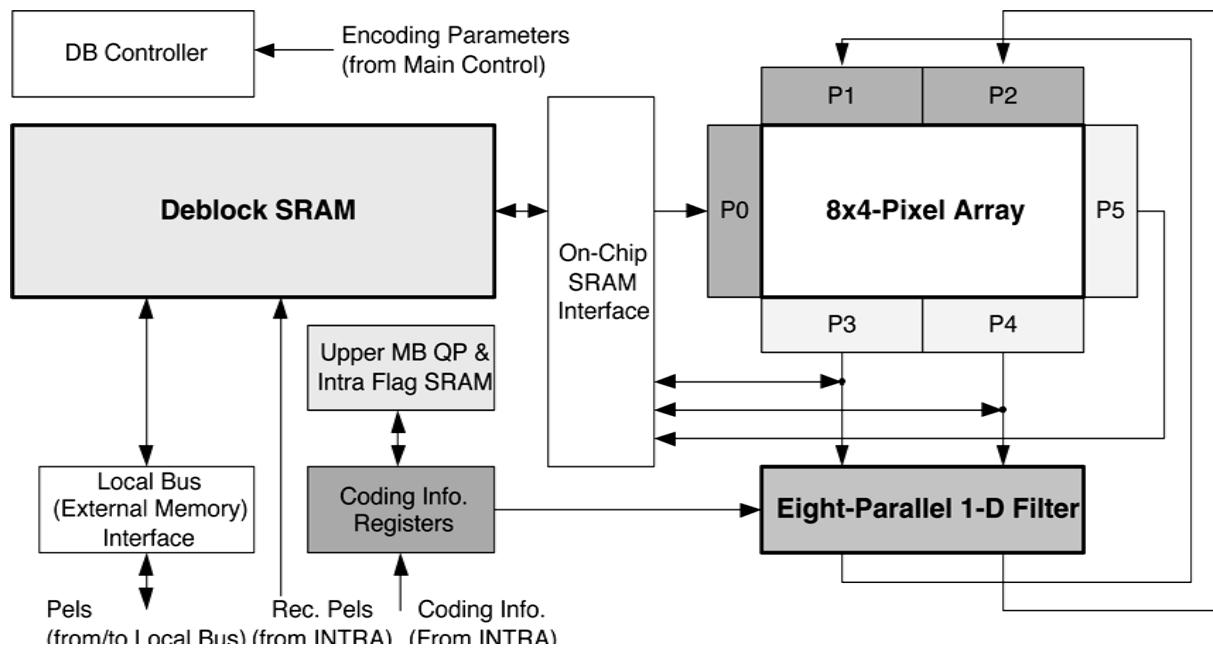 DB Controller
Encoding Parameters
(from Main Control)
P1
P2
Deblock SRAM
P0
8x4-Pixel Array
P5
On-Chip
SRAM
Interface
P3
P4
Upper MB QP &
Intra Flag SRAM
Local Bus
(External Memory)
Interface
Coding Info.
Registers
Eight-Parallel 1-D Filter
Pels
(from/to Local Bus)
Rec. Pels
(from INTRA)
Coding Info.
(From INTRA)